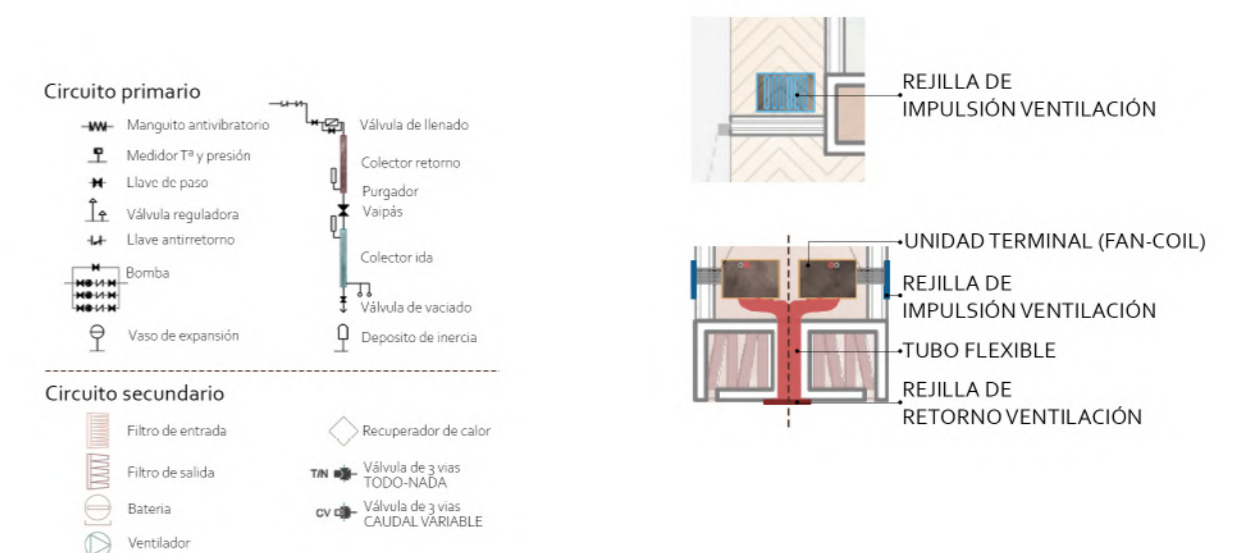 Circuito primario
Manguito antivibratorio
Medidor Tª y presión
Llave de paso
Válvula reguladora
Llave antirretorno
Bomba
Vaso de expansión
Válvula de llenado
Colector retorno
Purgador
Vaipás
Colector ida
Válvula de vaciado
Deposito de inercia
Circuito secundario
Filtro de entrada
Filtro de salida
Bateria
Ventilador
Recuperador de calor
T/N Válvula de 3 vias
TODO-NADA
CV Válvula de 3 vias
CAUDAL VARIABLE
REJILLA DE
IMPULSIÓN VENTILACIÓN
UNIDAD TERMINAL (FAN-COIL)
REJILLA DE
IMPULSIÓN VENTILACIÓN
TUBO FLEXIBLE
REJILLA DE
RETORNO VENTILACIÓN